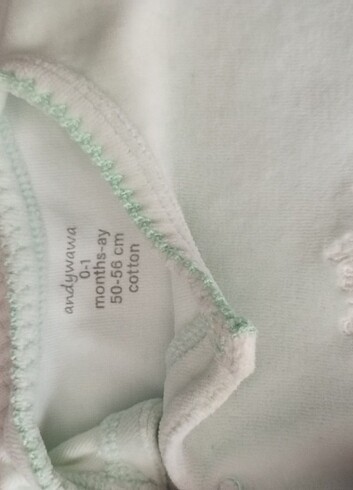 andywawa
0-1
months-ay
50-56 cm
cotton